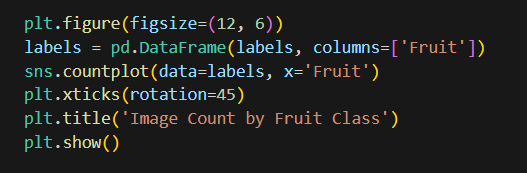 plt.figure(figsize=(12, 6))
labels = pd.DataFrame(labels, columns=['Fruit'])
sns.countplot(data=labels, x='Fruit')
plt.xticks(rotation=45)
plt.title('Image Count by Fruit Class')
plt.show()